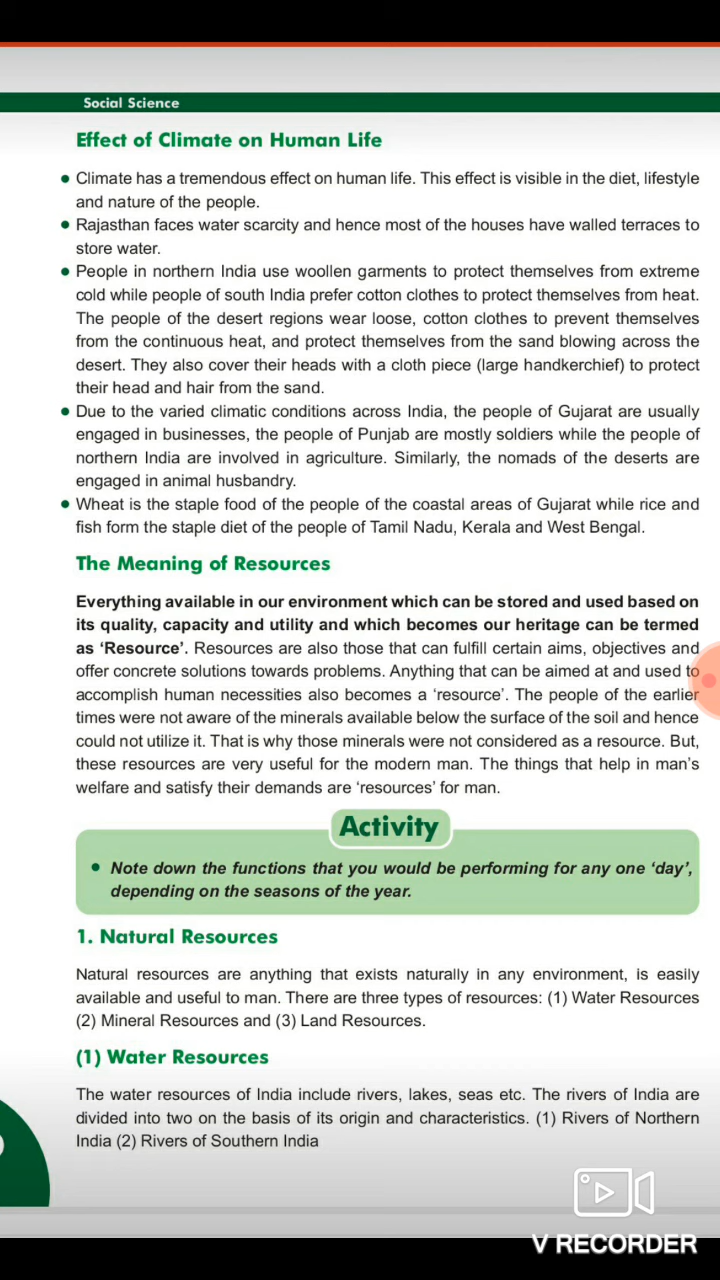 Social Science
Effect of Climate on Human Life
● Climate has a tremendous effect on human life. This effect is visible in the diet, lifestyle
and nature of the people.
● Rajasthan faces water scarcity and hence most of the houses have walled terraces to
store water.
● People in northern India use woollen garments to protect themselves from extreme
cold while people of south India prefer cotton clothes to protect themselves from heat.
The people of the desert regions wear loose, cotton clothes to prevent themselves
from the continuous heat, and protect themselves from the sand blowing across the
desert. They also cover their heads with a cloth piece (large handkerchief) to protect
their head and hair from the sand.
● Due to the varied climatic conditions across India, the people of Gujarat are usually
engaged in businesses, the people of Punjab are mostly soldiers while the people of
northern India are involved in agriculture. Similarly, the nomads of the deserts are
engaged in animal husbandry.
● Wheat is the staple food of the people of the coastal areas of Gujarat while rice and
fish form the staple diet of the people of Tamil Nadu, Kerala and West Bengal.
The Meaning of Resources
Everything available in our environment which can be stored and used based on
its quality, capacity and utility and which becomes our heritage can be termed
as ‘Resource’. Resources are also those that can fulfill certain aims, objectives and
offer concrete solutions towards problems. Anything that can be aimed at and used to
accomplish human necessities also becomes a ‘resource’. The people of the earlier
times were not aware of the minerals available below the surface of the soil and hence
could not utilize it. That is why those minerals were not considered as a resource. But,
these resources are very useful for the modern man. The things that help in man’s
welfare and satisfy their demands are ‘resources’ for man.
Activity
● Note down the functions that you would be performing for any one ‘day’,
depending on the seasons of the year.
1. Natural Resources
Natural resources are anything that exists naturally in any environment, is easily
available and useful to man. There are three types of resources: (1) Water Resources
(2) Mineral Resources and (3) Land Resources.
(1) Water Resources
The water resources of India include rivers, lakes, seas etc. The rivers of India are
divided into two on the basis of its origin and characteristics. (1) Rivers of Northern
India (2) Rivers of Southern India
V RECORDER